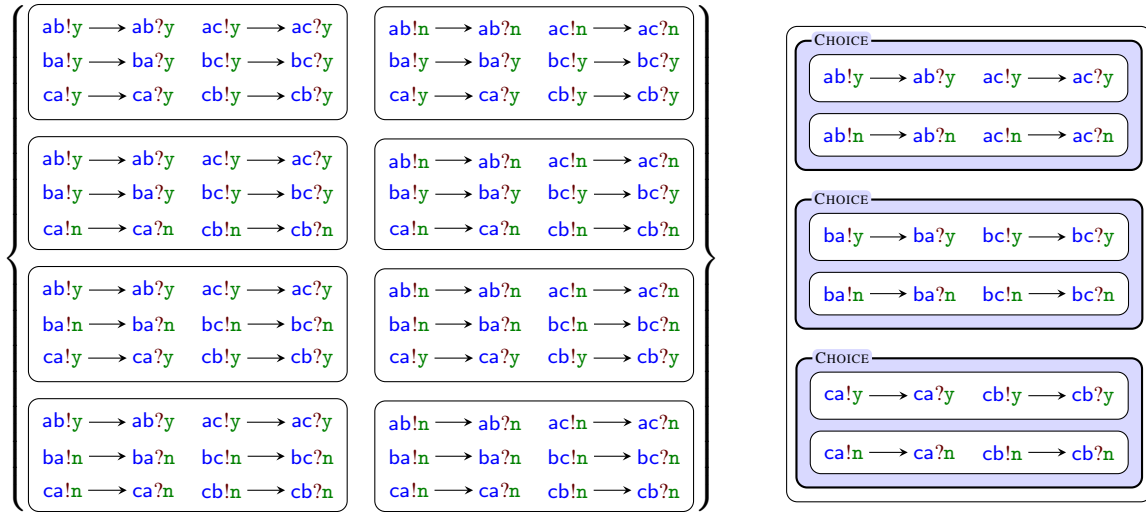 ab!y ⟶ ab?y ac!y ⟶ ac?y
ba!y ⟶ ba?y bc!y ⟶ bc?y
ca!y ⟶ ca?y cb!y ⟶ cb?y
ab!n ⟶ ab?n ac!n ⟶ ac?n
ba!y ⟶ ba?y bc!y ⟶ bc?y
ca!y ⟶ ca?y cb!y ⟶ cb?y
ab!y ⟶ ab?y ac!y ⟶ ac?y
ba!y ⟶ ba?y bc!y ⟶ bc?y
ca!n ⟶ ca?n cb!n ⟶ cb?n
ab!n ⟶ ab?n ac!n ⟶ ac?n
ba!y ⟶ ba?y bc!y ⟶ bc?y
ca!n ⟶ ca?n cb!n ⟶ cb?n
ab!y ⟶ ab?y ac!y ⟶ ac?y
ba!n ⟶ ba?n bc!n ⟶ bc?n
ca!y ⟶ ca?y cb!y ⟶ cb?y
ab!n ⟶ ab?n ac!n ⟶ ac?n
ba!n ⟶ ba?n bc!n ⟶ bc?n
ca!y ⟶ ca?y cb!y ⟶ cb?y
ab!y ⟶ ab?y ac!y ⟶ ac?y
ba!n ⟶ ba?n bc!n ⟶ bc?n
ca!n ⟶ ca?n cb!n ⟶ cb?n
ab!n ⟶ ab?n ac!n ⟶ ac?n
ba!n ⟶ ba?n bc!n ⟶ bc?n
ca!n ⟶ ca?n cb!n ⟶ cb?n
CHOICE
ab!y ⟶ ab?y ac!y ⟶ ac?y
ab!n ⟶ ab?n ac!n ⟶ ac?n
CHOICE
ba!y ⟶ ba?y bc!y ⟶ bc?y
ba!n ⟶ ba?n bc!n ⟶ bc?n
CHOICE
ca!y ⟶ ca?y cb!y ⟶ cb?y
ca!n ⟶ ca?n cb!n ⟶ cb?n